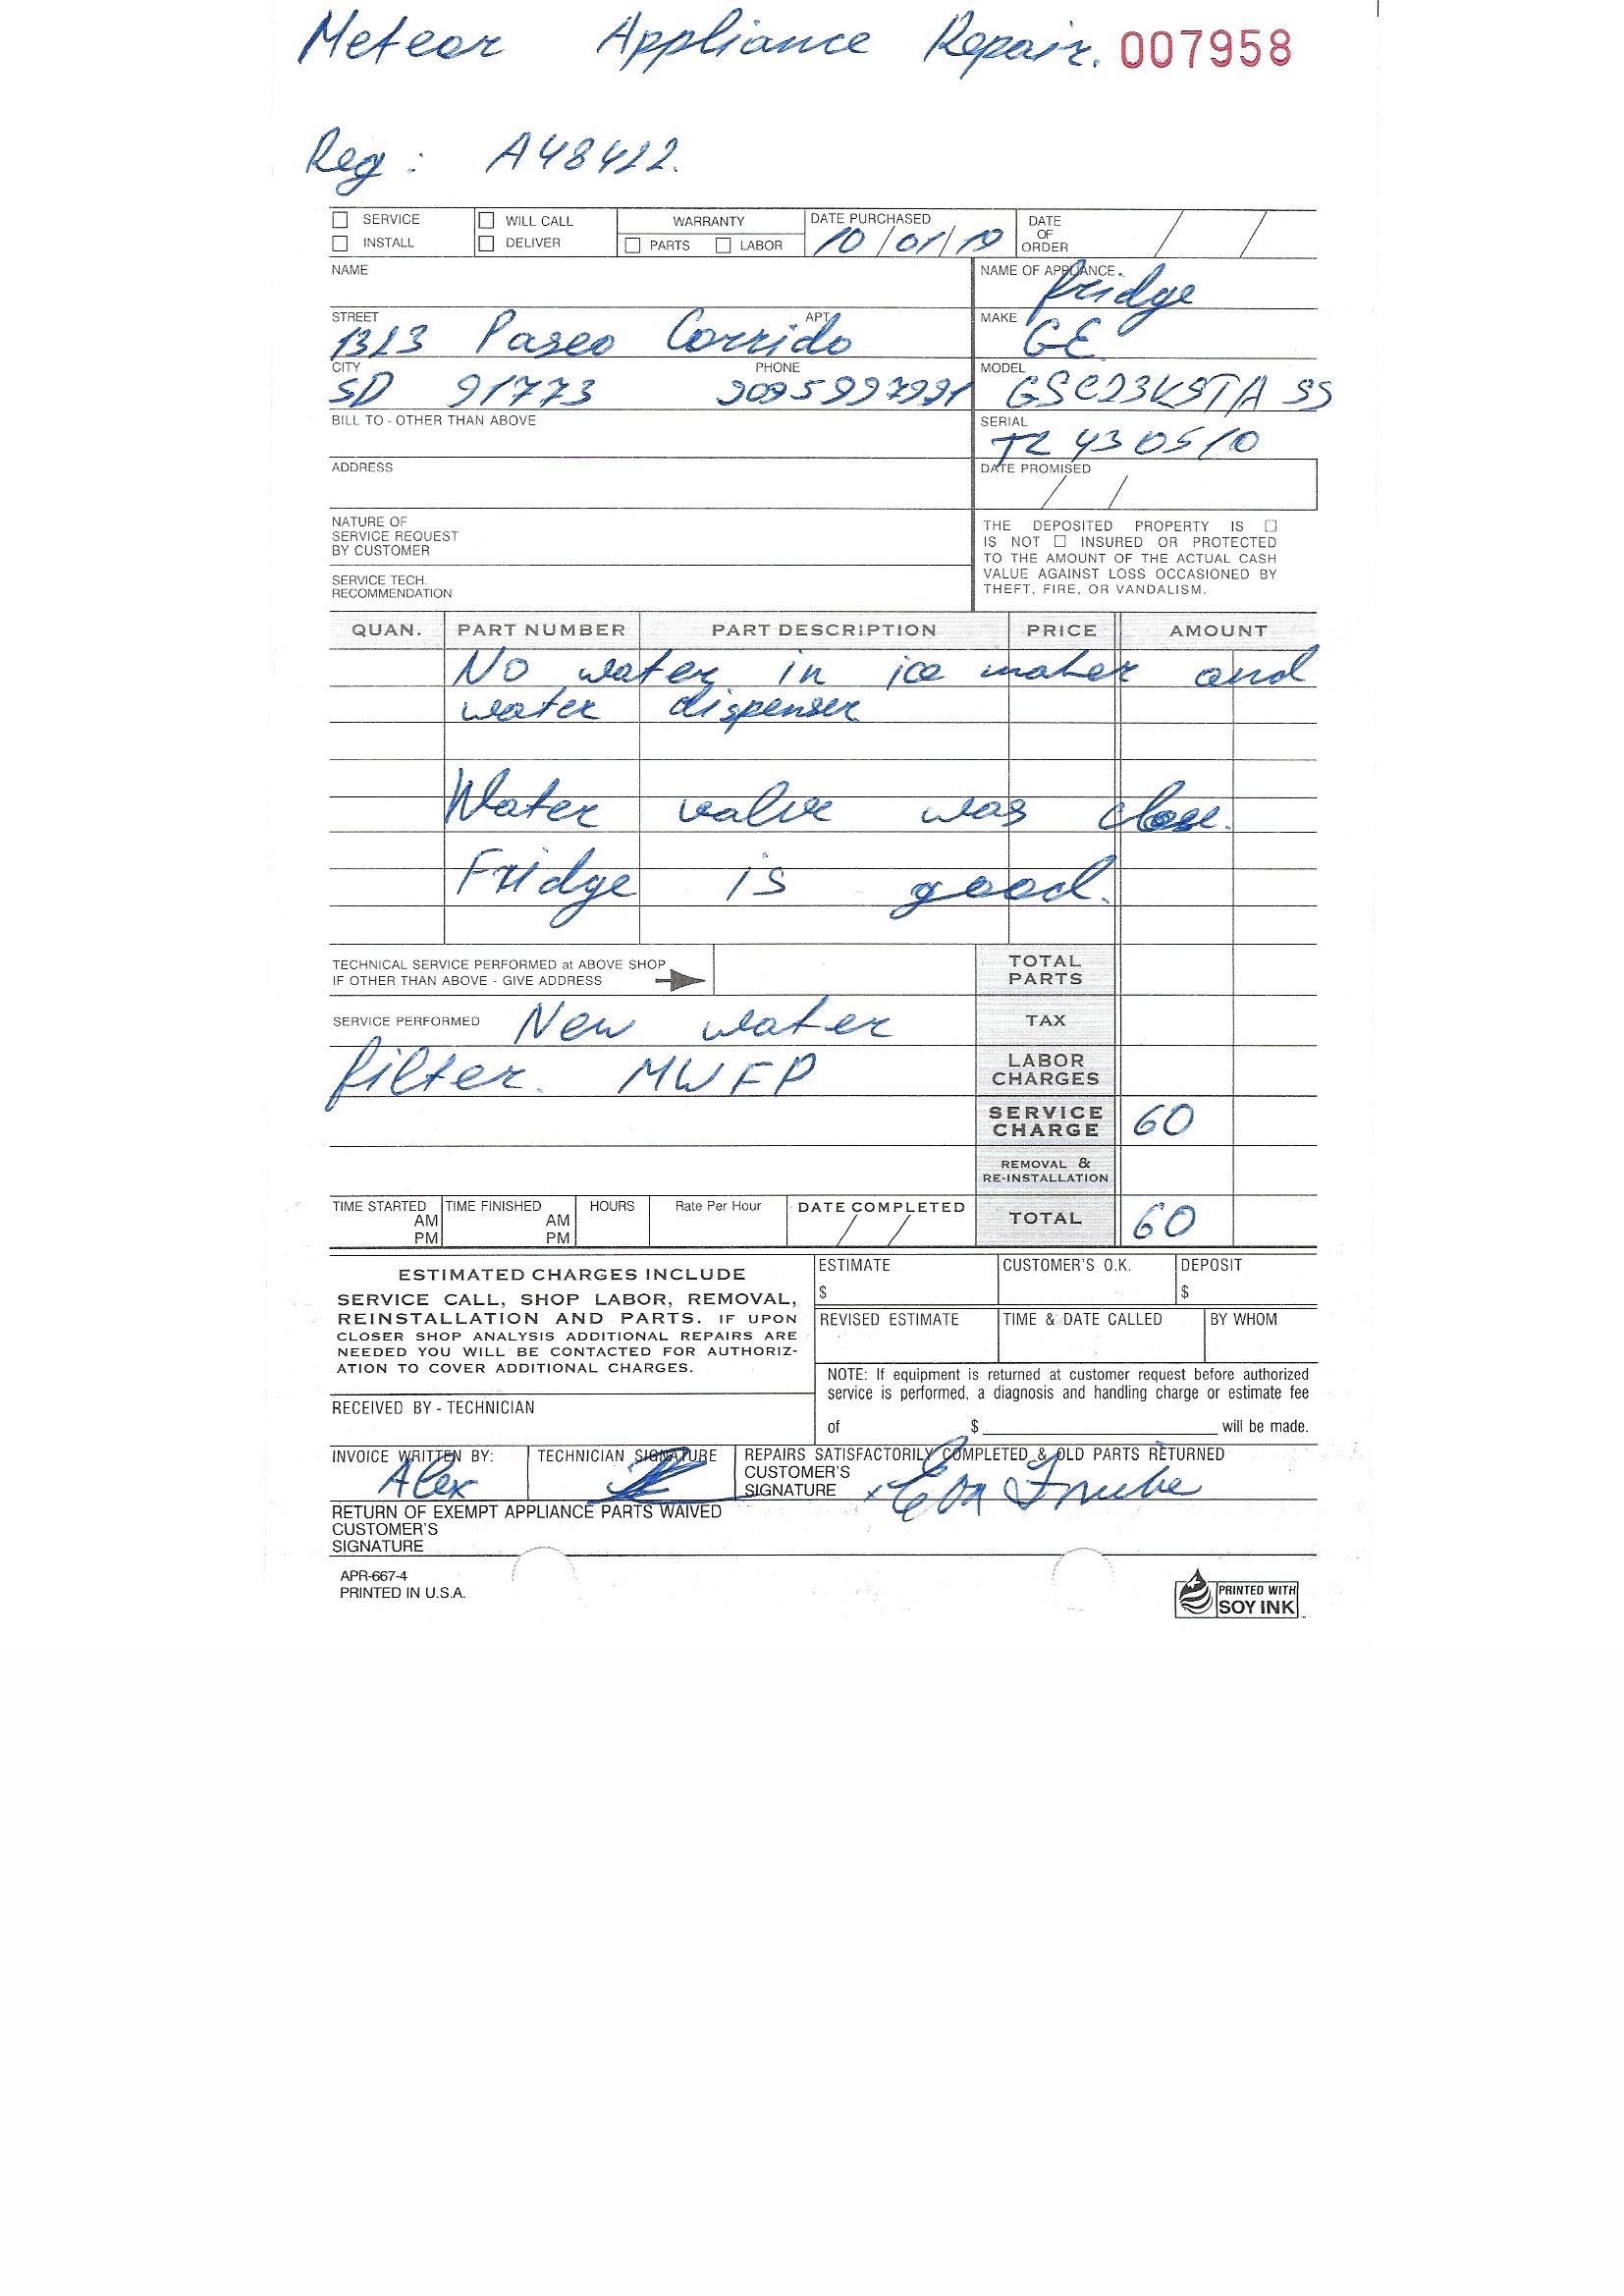 Meteor Appliance Repair. 007958
Reg: A48412.
SERVICE WILL CALL WARRANTY DATE PURCHASED 10/01/19 DATE OF ORDER
INSTALL DELIVER PARTS LABOR
NAME NAME OF APPLIANCE. fridge
STREET 1323 Paseo Corrido APT. MAKE GE
CITY SD 91773 PHONE 9095997991 MODEL GSC23KSTA SS
BILL TO - OTHER THAN ABOVE SERIAL TZ 430510
ADDRESS DATE PROMISED
NATURE OF
SERVICE REQUEST
BY CUSTOMER
SERVICE TECH.
RECOMMENDATION
THE DEPOSITED PROPERTY IS
IS NOT INSURED OR PROTECTED
TO THE AMOUNT OF THE ACTUAL CASH
VALUE AGAINST LOSS OCCASIONED BY
THEFT, FIRE, OR VANDALISM.
QUAN. PART NUMBER PART DESCRIPTION PRICE AMOUNT
No water in ice maker and
water dispenser
Water valve was close.
Fridge is good.
TECHNICAL SERVICE PERFORMED at ABOVE SHOP
IF OTHER THAN ABOVE - GIVE ADDRESS
TOTAL PARTS
SERVICE PERFORMED New water
TAX
filter. MWFP
LABOR CHARGES
SERVICE CHARGE 60
REMOVAL & RE-INSTALLATION
TIME STARTED AM PM TIME FINISHED AM PM HOURS Rate Per Hour DATE COMPLETED TOTAL 60
ESTIMATED CHARGES INCLUDE
SERVICE CALL, SHOP LABOR, REMOVAL,
REINSTALLATION AND PARTS. IF UPON
CLOSER SHOP ANALYSIS ADDITIONAL REPAIRS ARE
NEEDED YOU WILL BE CONTACTED FOR AUTHORIZ-
ATION TO COVER ADDITIONAL CHARGES.
ESTIMATE $ CUSTOMER'S O.K. DEPOSIT $
REVISED ESTIMATE TIME & DATE CALLED BY WHOM
NOTE: If equipment is returned at customer request before authorized
service is performed, a diagnosis and handling charge or estimate fee
of $ will be made.
RECEIVED BY - TECHNICIAN
INVOICE WRITTEN BY: Alex TECHNICIAN SIGNATURE REPAIRS SATISFACTORILY COMPLETED & OLD PARTS RETURNED
CUSTOMER'S
SIGNATURE x
RETURN OF EXEMPT APPLIANCE PARTS WAIVED
CUSTOMER'S
SIGNATURE
APR-667-4
PRINTED IN U.S.A.
PRINTED WITH
SOY INK